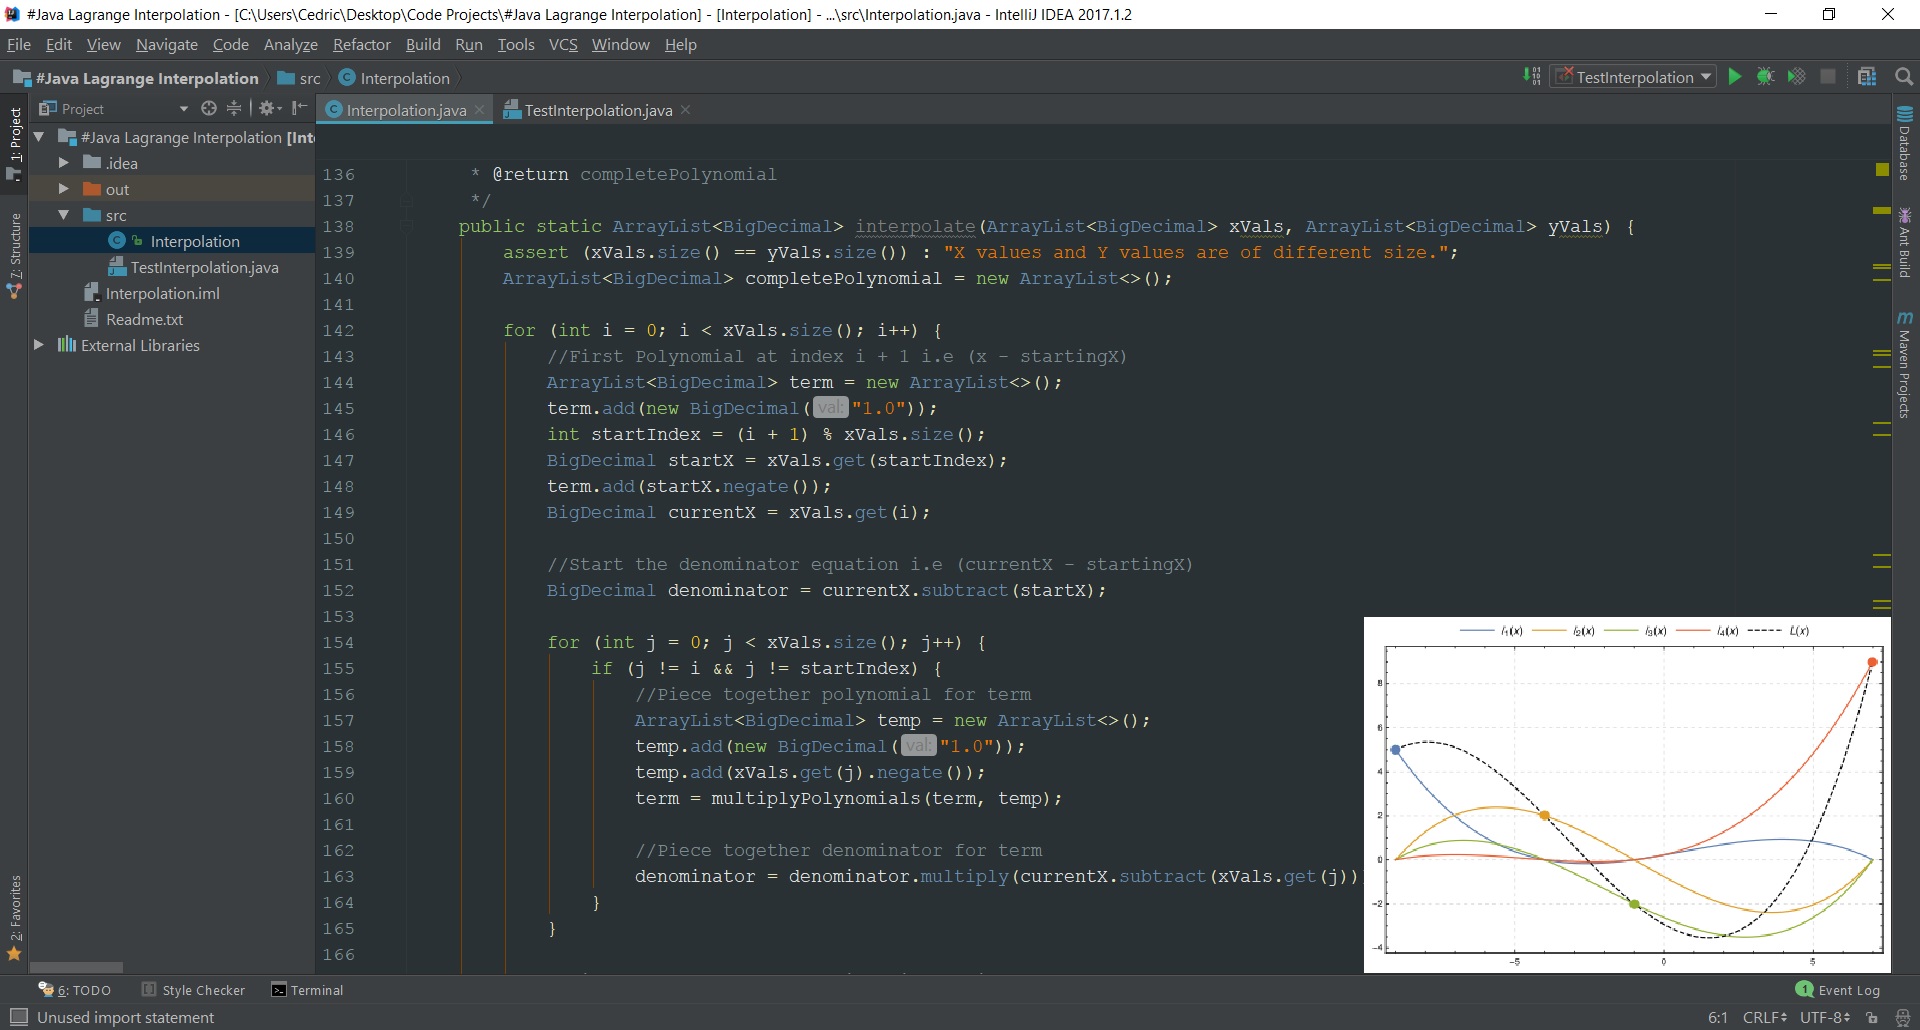 #Java Lagrange Interpolation - [C:\Users\Cedric\Desktop\Code Projects\#Java Lagrange Interpolation] - [Interpolation] - ...\src\Interpolation.java - IntelliJ IDEA 2017.1.2
File Edit View Navigate Code Analyze Refactor Build Run Tools VCS Window Help
#Java Lagrange Interpolation src Interpolation
TestInterpolation
Project
Interpolation.java
TestInterpolation.java
1: Project
7: Structure
2: Favorites
#Java Lagrange Interpolation [Int
.idea
out
src
Interpolation
TestInterpolation.java
Interpolation.iml
Readme.txt
External Libraries
136 * @return completePolynomial
137 */
138 public static ArrayList<BigDecimal> interpolate(ArrayList<BigDecimal> xVals, ArrayList<BigDecimal> yVals) {
139 assert (xVals.size() == yVals.size()) : "X values and Y values are of different size.";
140 ArrayList<BigDecimal> completePolynomial = new ArrayList<>();
141
142 for (int i = 0; i < xVals.size(); i++) {
143 //First Polynomial at index i + 1 i.e (x - startingX)
144 ArrayList<BigDecimal> term = new ArrayList<>();
145 term.add(new BigDecimal( val: "1.0"));
146 int startIndex = (i + 1) % xVals.size();
147 BigDecimal startX = xVals.get(startIndex);
148 term.add(startX.negate());
149 BigDecimal currentX = xVals.get(i);
150
151 //Start the denominator equation i.e (currentX - startingX)
152 BigDecimal denominator = currentX.subtract(startX);
153
154 for (int j = 0; j < xVals.size(); j++) {
155 if (j != i && j != startIndex) {
156 //Piece together polynomial for term
157 ArrayList<BigDecimal> temp = new ArrayList<>();
158 temp.add(new BigDecimal( val: "1.0"));
159 temp.add(xVals.get(j).negate());
160 term = multiplyPolynomials(term, temp);
161
162 //Piece together denominator for term
163 denominator = denominator.multiply(currentX.subtract(xVals.get(j))
164 }
165 }
166
Database
Ant Build
Maven Projects
l₁(x) l₂(x) l₃(x) l₄(x) L(x)
8
6
4
2
0
-2
-4
-5 0 5
6: TODO Style Checker Terminal
1 Event Log
Unused import statement
6:1 CRLF UTF-8